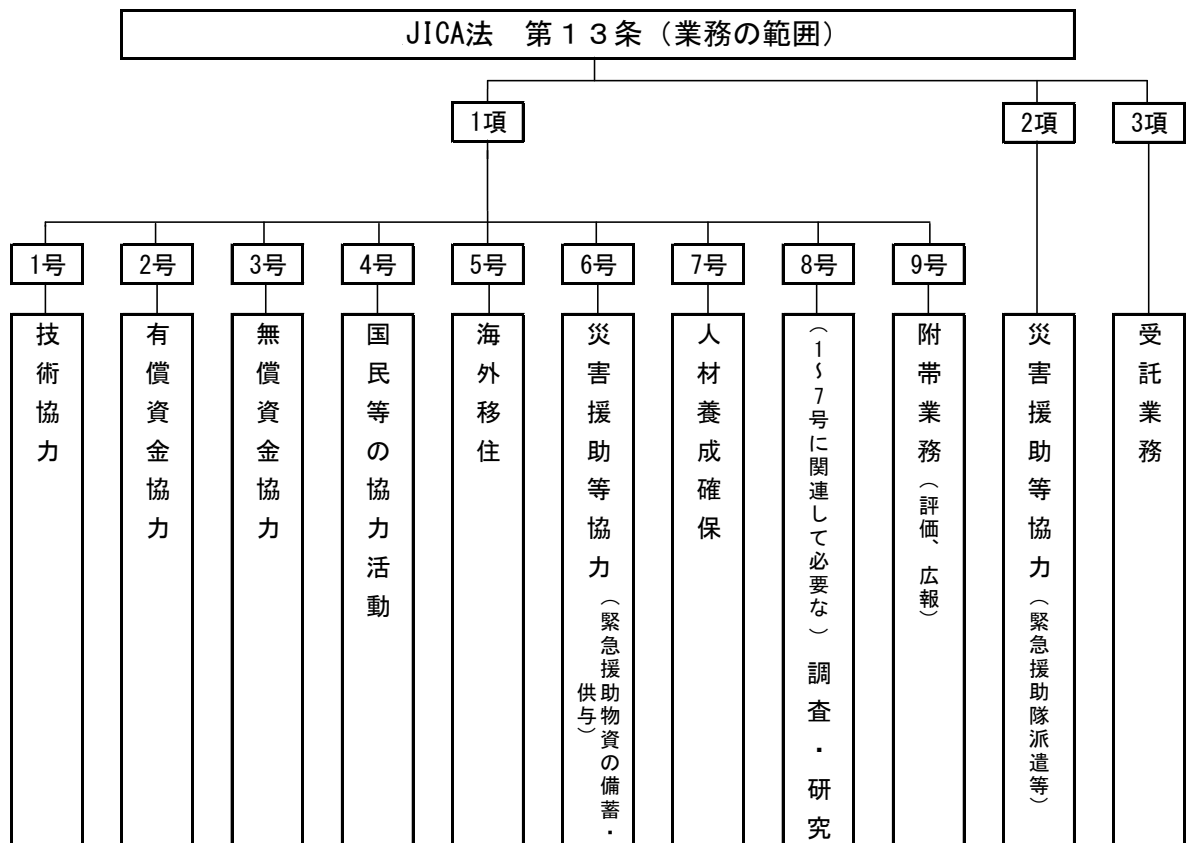 JICA法　第１３条（業務の範囲）
1項
2項
3項
1号
2号
3号
4号
5号
6号
7号
8号
9号
技術協力
有償資金協力
無償資金協力
国民等の協力活動
海外移住
災害援助等協力（緊急援助物資の備蓄・
供与）
人材養成確保
（1～7号に関連して必要な）調査・研究
附帯業務（評価、広報）
災害援助等協力（緊急援助隊派遣等）
受託業務